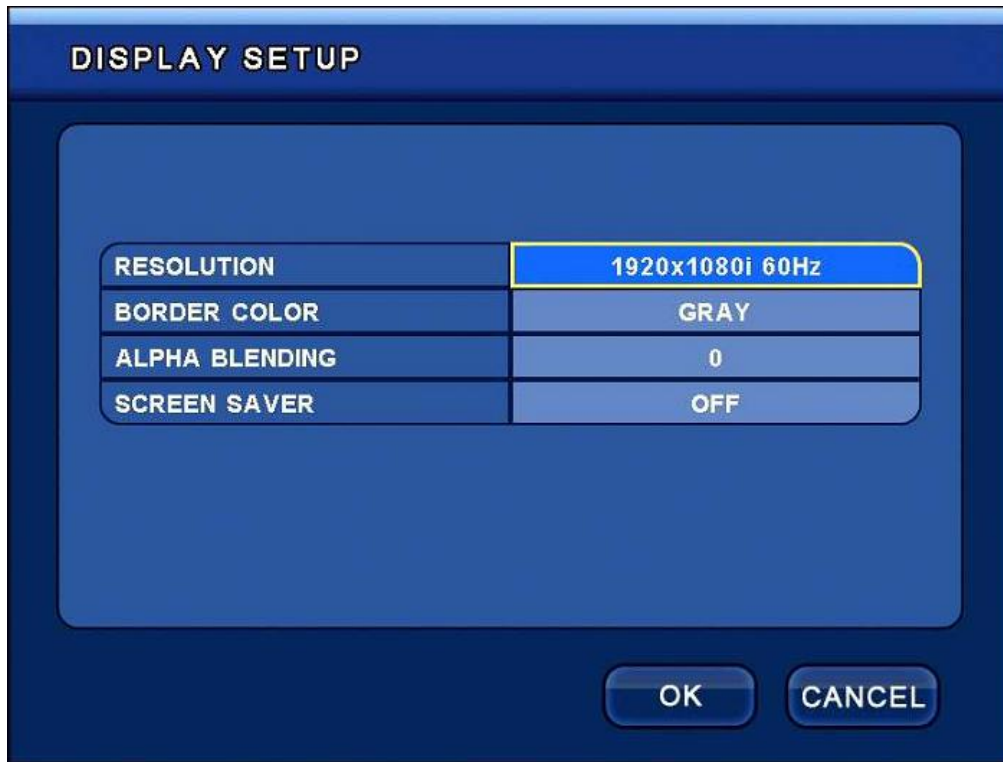 DISPLAY SETUP
RESOLUTION 1920x1080i 60Hz
BORDER COLOR GRAY
ALPHA BLENDING 0
SCREEN SAVER OFF
OK CANCEL